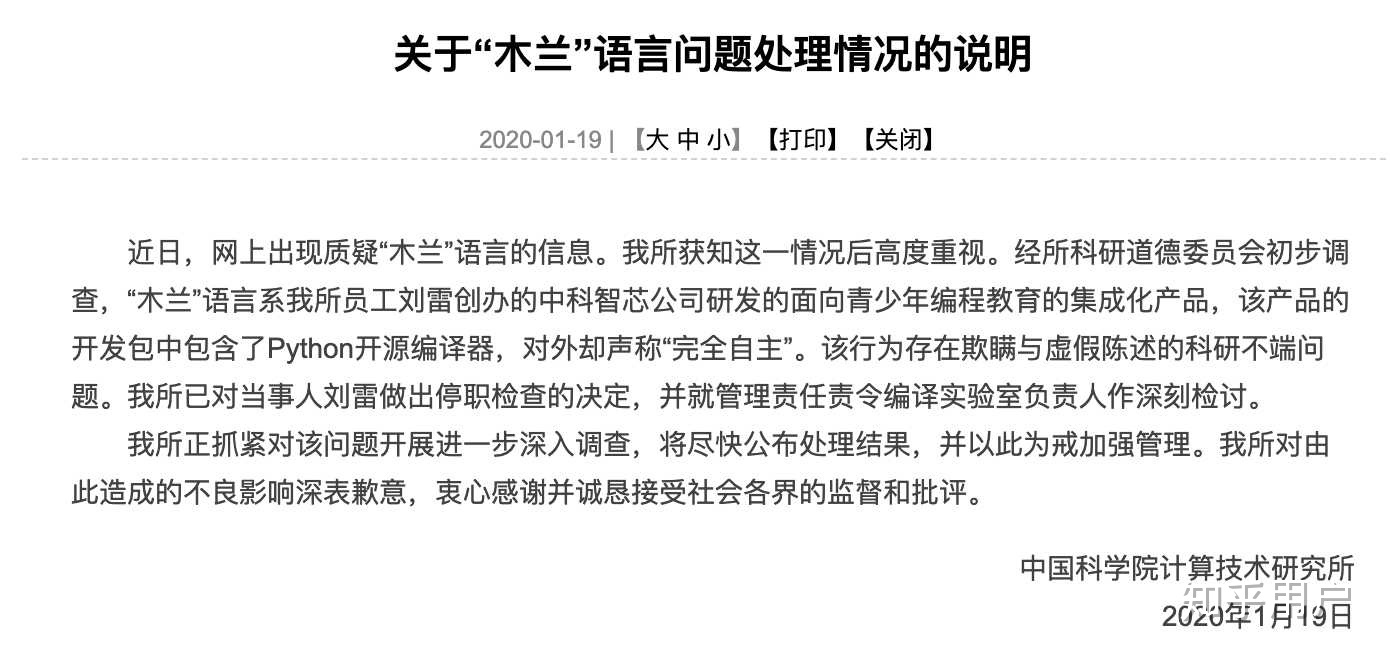 关于“木兰”语言问题处理情况的说明
2020-01-19 | 【大 中 小】 【打印】 【关闭】
近日，网上出现质疑“木兰”语言的信息。我所获知这一情况后高度重视。经所科研道德委员会初步调
查，“木兰”语言系我所员工刘雷创办的中科智芯公司研发的面向青少年编程教育的集成化产品，该产品的
开发包中包含了Python开源编译器，对外却声称“完全自主”。该行为存在欺瞒与虚假陈述的科研不端问
题。我所已对当事人刘雷做出停职检查的决定，并就管理责任责令编译实验室负责人作深刻检讨。
我所正抓紧对该问题开展进一步深入调查，将尽快公布处理结果，并以此为戒加强管理。我所对由
此造成的不良影响深表歉意，衷心感谢并诚恳接受社会各界的监督和批评。
中国科学院计算技术研究所
知乎用户
2020年1月19日